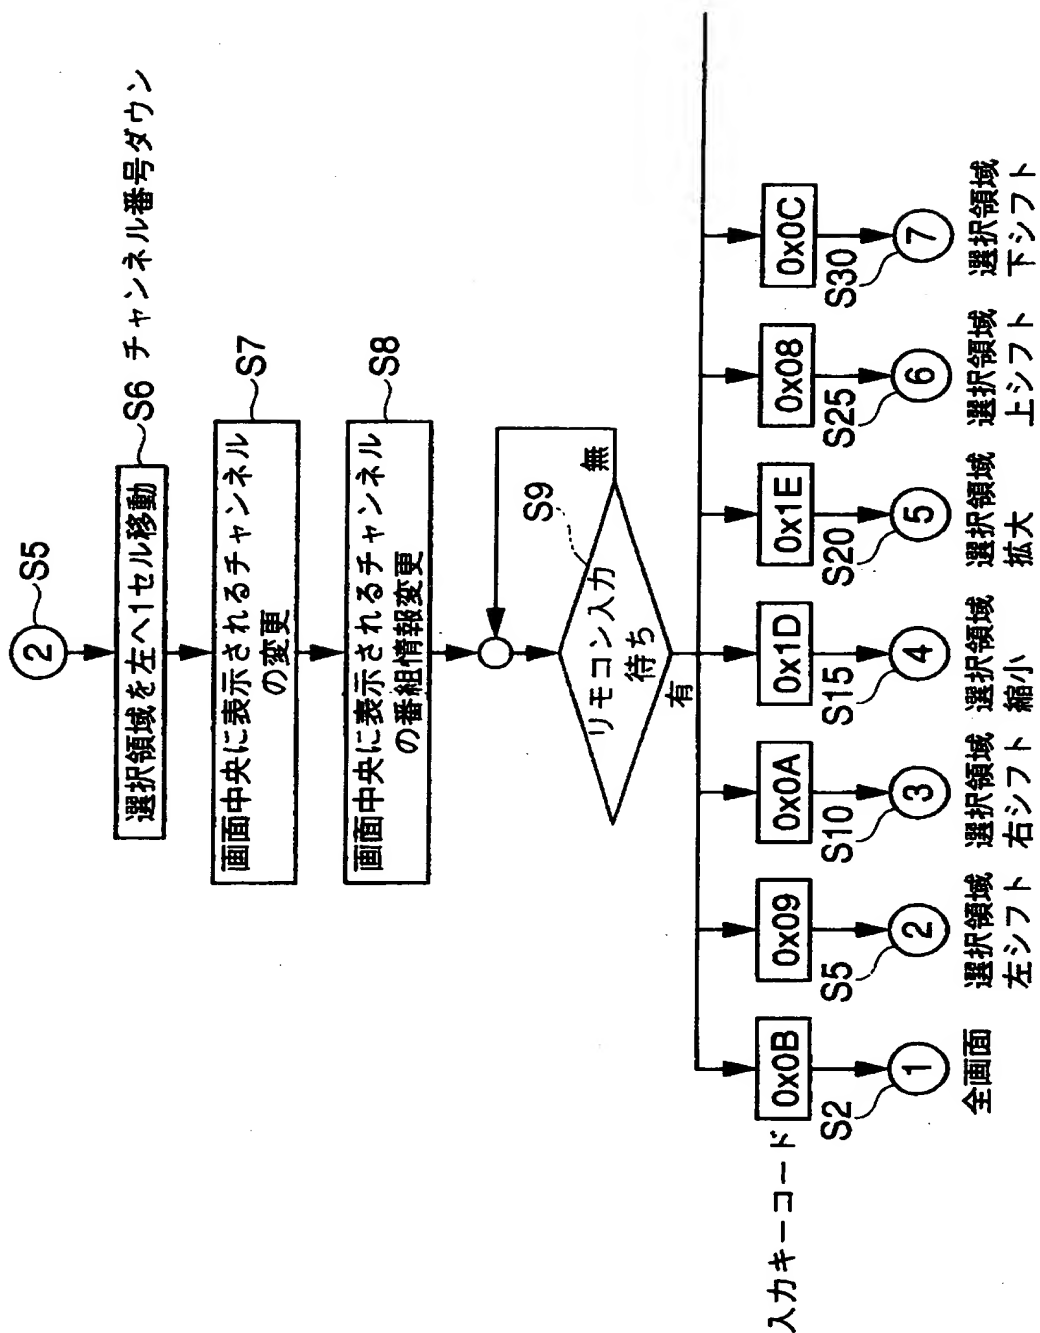 2
S5
選択領域を左へ1セル移動
S6 チャンネル番号ダウン
画面中央に表示されるチャンネル
の変更
S7
画面中央に表示されるチャンネル
の番組情報変更
S8
リモコン入力
待ち
S9
無
有
入力キーコード
0x0B
0x09
0x0A
0x1D
0x1E
0x08
0x0C
S2
S5
S10
S15
S20
S25
S30
1
2
3
4
5
6
7
全画面
選択領域
左シフト
選択領域
右シフト
選択領域
縮小
選択領域
拡大
選択領域
上シフト
選択領域
下シフト